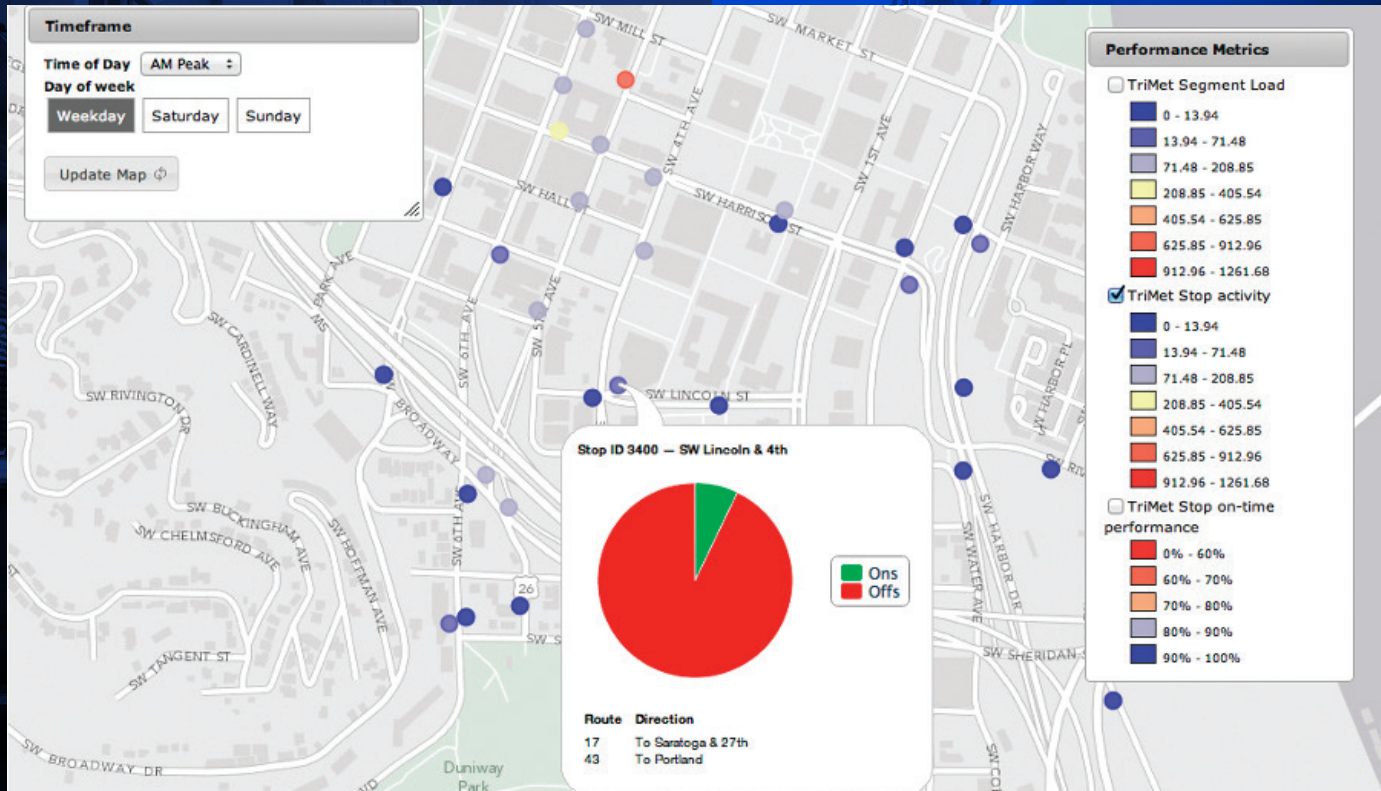 Timeframe
Time of Day AM Peak
Day of week
Weekday Saturday Sunday
Update Map
Performance Metrics
TriMet Segment Load
0 - 13.94
13.94 - 71.48
71.48 - 208.85
208.85 - 405.54
405.54 - 625.85
625.85 - 912.96
912.96 - 1261.68
TriMet Stop activity
0 - 13.94
13.94 - 71.48
71.48 - 208.85
208.85 - 405.54
405.54 - 625.85
625.85 - 912.96
912.96 - 1261.68
TriMet Stop on-time
performance
0% - 60%
60% - 70%
70% - 80%
80% - 90%
90% - 100%
SW MILL ST
SW MARKET ST
SW 4TH AVE
SW 1ST AVE
SW HARBOR WAY
SW HALL ST
SW HARRISON ST
PARK AVE
MS
SW CARDINELL WAY
SW 6TH AVE
SW 5TH AVE
SW HARBOR PL
SW RIVINGTON DR
SW BROADWAY
SW LINCOLN ST
SW RIV
Stop ID 3400 — SW Lincoln & 4th
Ons
Offs
Route Direction
17 To Saratoga & 27th
43 To Portland
SW BUCKINGHAM AVE
SW CHELMSFORD AVE
SW HOFFMAN AVE
SW 6TH AVE
26
SW S
SW WATER AVE
SW HARBOR DR
SW SHERIDAN S
SW TANGENT ST
SW BROADWAY DR
Duniway
Park